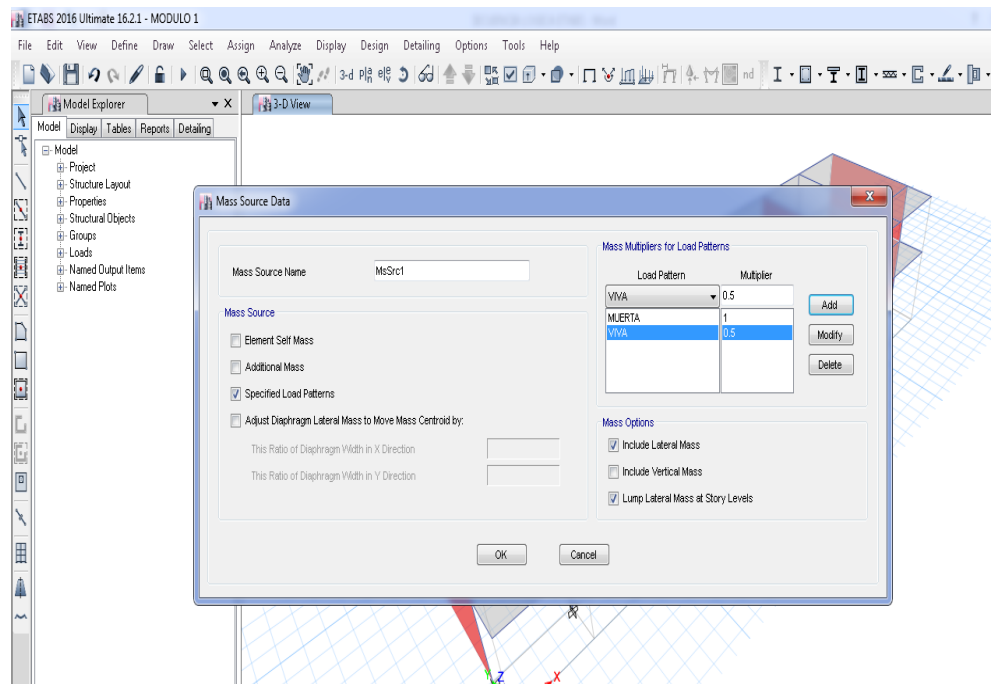 ETABS 2016 Ultimate 16.2.1 - MODULO 1
File Edit View Define Draw Select Assign Analyze Display Design Detailing Options Tools Help
3-d nd
Model Explorer
3-D View
Model Display Tables Reports Detailing
Model
Project
Structure Layout
Properties
Structural Objects
Groups
Loads
Named Output Items
Named Plots
Mass Source Data
Mass Source Name MsSrc1
Mass Source
Element Self Mass
Additional Mass
Specified Load Patterns
Adjust Diaphragm Lateral Mass to Move Mass Centroid by:
This Ratio of Diaphragm Width in X Direction
This Ratio of Diaphragm Width in Y Direction
Mass Multipliers for Load Patterns
Load Pattern Multiplier
VIVA 0.5
MUERTA 1
VIVA 0.5
Add
Modify
Delete
Mass Options
Include Lateral Mass
Include Vertical Mass
Lump Lateral Mass at Story Levels
OK Cancel
Z X